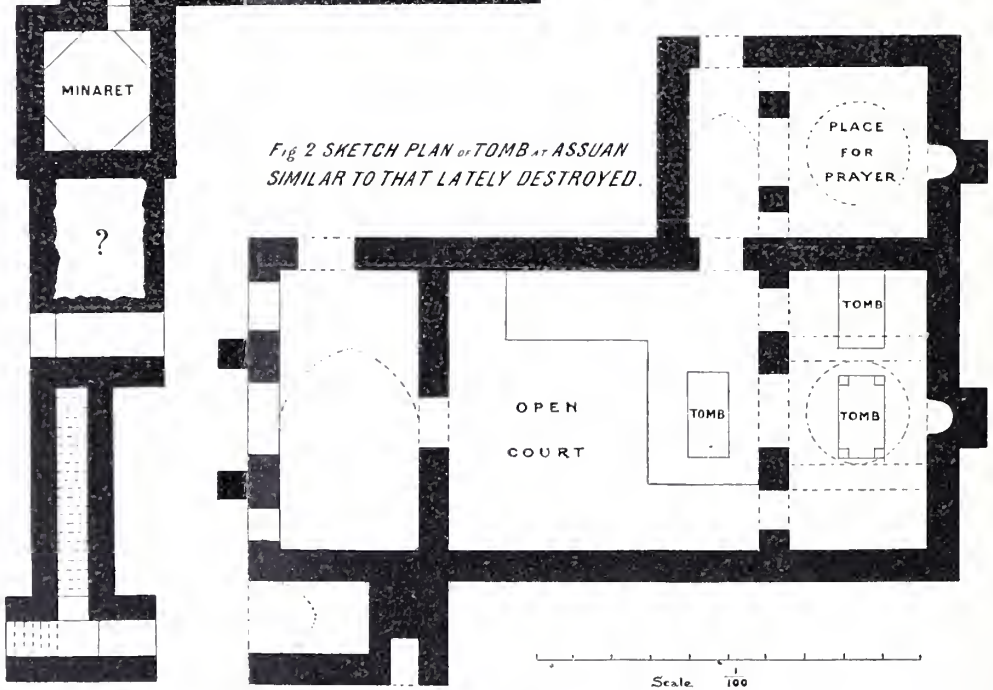 MINARET
Fig 2 SKETCH PLAN OF TOMB AT ASSUAN
SIMILAR TO THAT LATELY DESTROYED.
PLACE
FOR
PRAYER
?
TOMB
OPEN
COURT
TOMB
TOMB
Scale 1/100